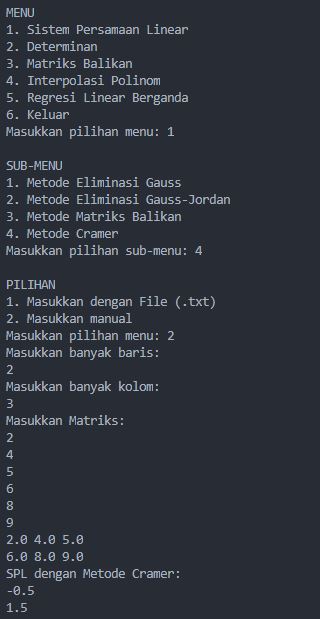 MENU
1. Sistem Persamaan Linear
2. Determinan
3. Matriks Balikan
4. Interpolasi Polinom
5. Regresi Linear Berganda
6. Keluar
Masukkan pilihan menu: 1

SUB-MENU
1. Metode Eliminasi Gauss
2. Metode Eliminasi Gauss-Jordan
3. Metode Matriks Balikan
4. Metode Cramer
Masukkan pilihan sub-menu: 4

PILIHAN
1. Masukkan dengan File (.txt)
2. Masukkan manual
Masukkan pilihan menu: 2
Masukkan banyak baris:
2
Masukkan banyak kolom:
3
Masukkan Matriks:
2
4
5
6
8
9
2.0 4.0 5.0
6.0 8.0 9.0
SPL dengan Metode Cramer:
-0.5
1.5